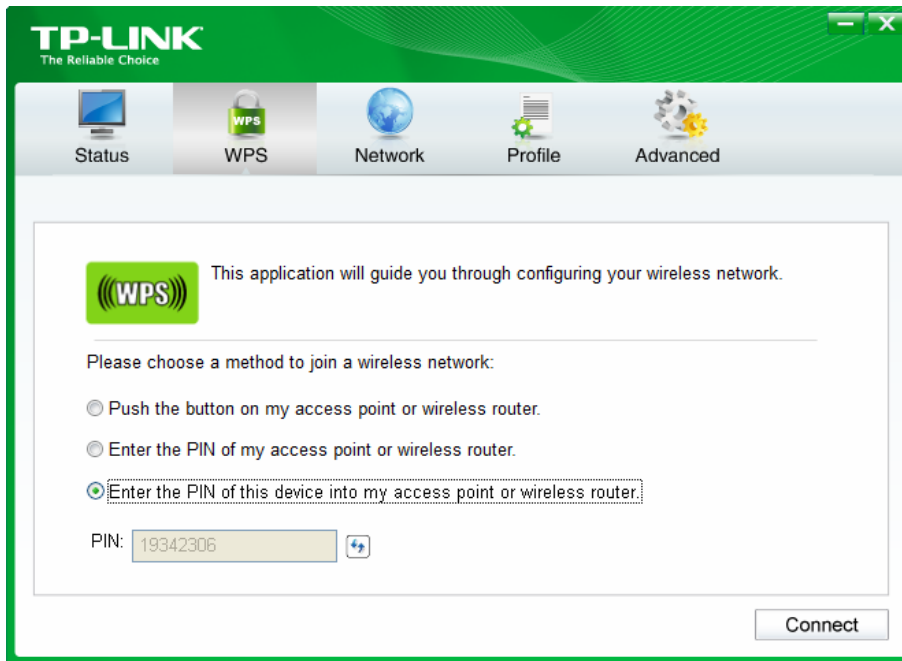 TP-LINK
The Reliable Choice
WPS
Status
WPS
Network
Profile
Advanced
WPS
This application will guide you through configuring your wireless network.
Please choose a method to join a wireless network:
Push the button on my access point or wireless router.
Enter the PIN of my access point or wireless router.
Enter the PIN of this device into my access point or wireless router.
PIN: 19342306
Connect